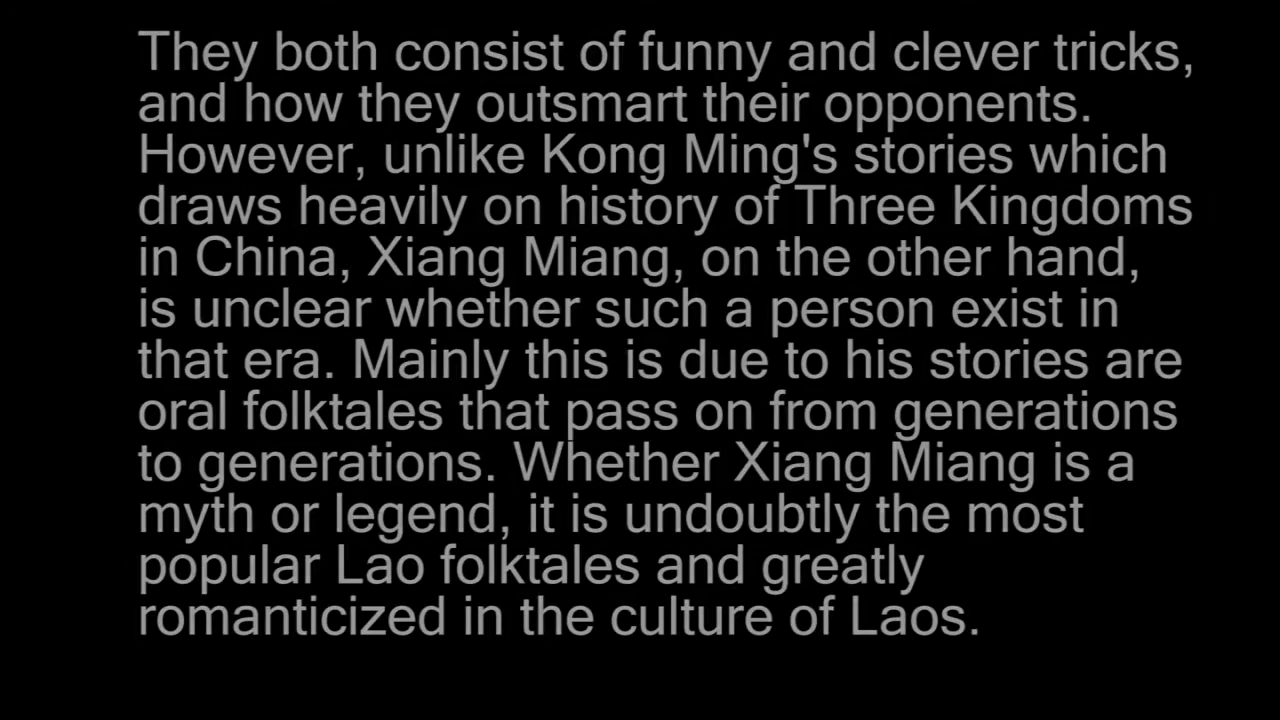 They both consist of funny and clever tricks,
and how they outsmart their opponents.
However, unlike Kong Ming's stories which
draws heavily on history of Three Kingdoms
in China, Xiang Miang, on the other hand,
is unclear whether such a person exist in
that era. Mainly this is due to his stories are
oral folktales that pass on from generations
to generations. Whether Xiang Miang is a
myth or legend, it is undoubtly the most
popular Lao folktales and greatly
romanticized in the culture of Laos.